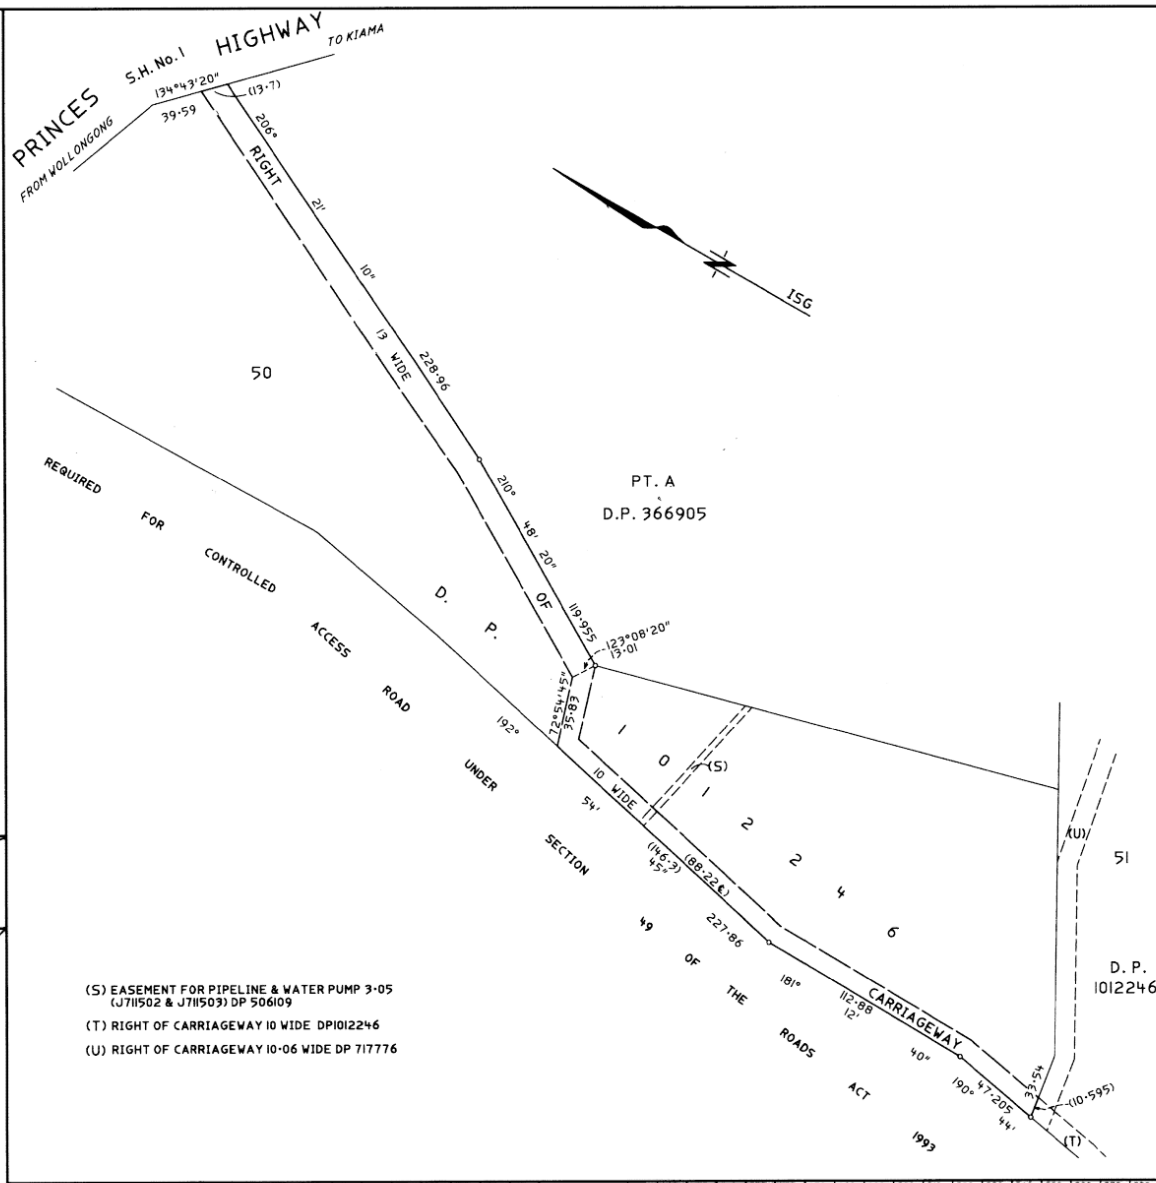 PRINCES S.H. No.1 HIGHWAY
FROM WOLLONGONG
TO KIAMA
134°43'20"
39·59
(13·7)
206° 21' 10" 228·96
RIGHT
13 WIDE
50
ISG
PT. A
D.P. 366905
210° 48' 20" 119·955
OF
123°08'20"
13·01
72°54'45"
35·83
REQUIRED FOR CONTROLLED ACCESS ROAD UNDER SECTION 49 OF THE ROADS ACT 1993
D. P. 1012246
(S)
10 WIDE
192° 54' 45" 227·86
(146·3)
(88·22℄)
(U)
51
D. P.
1012246
181° 12' 40"
112·88
CARRIAGEWAY
190° 44'
47·205
33·54
(10·595)
(T)
(S) EASEMENT FOR PIPELINE & WATER PUMP 3·05
(J711502 & J711503) DP 506109
(T) RIGHT OF CARRIAGEWAY 10 WIDE DP1012246
(U) RIGHT OF CARRIAGEWAY 10·06 WIDE DP 717776